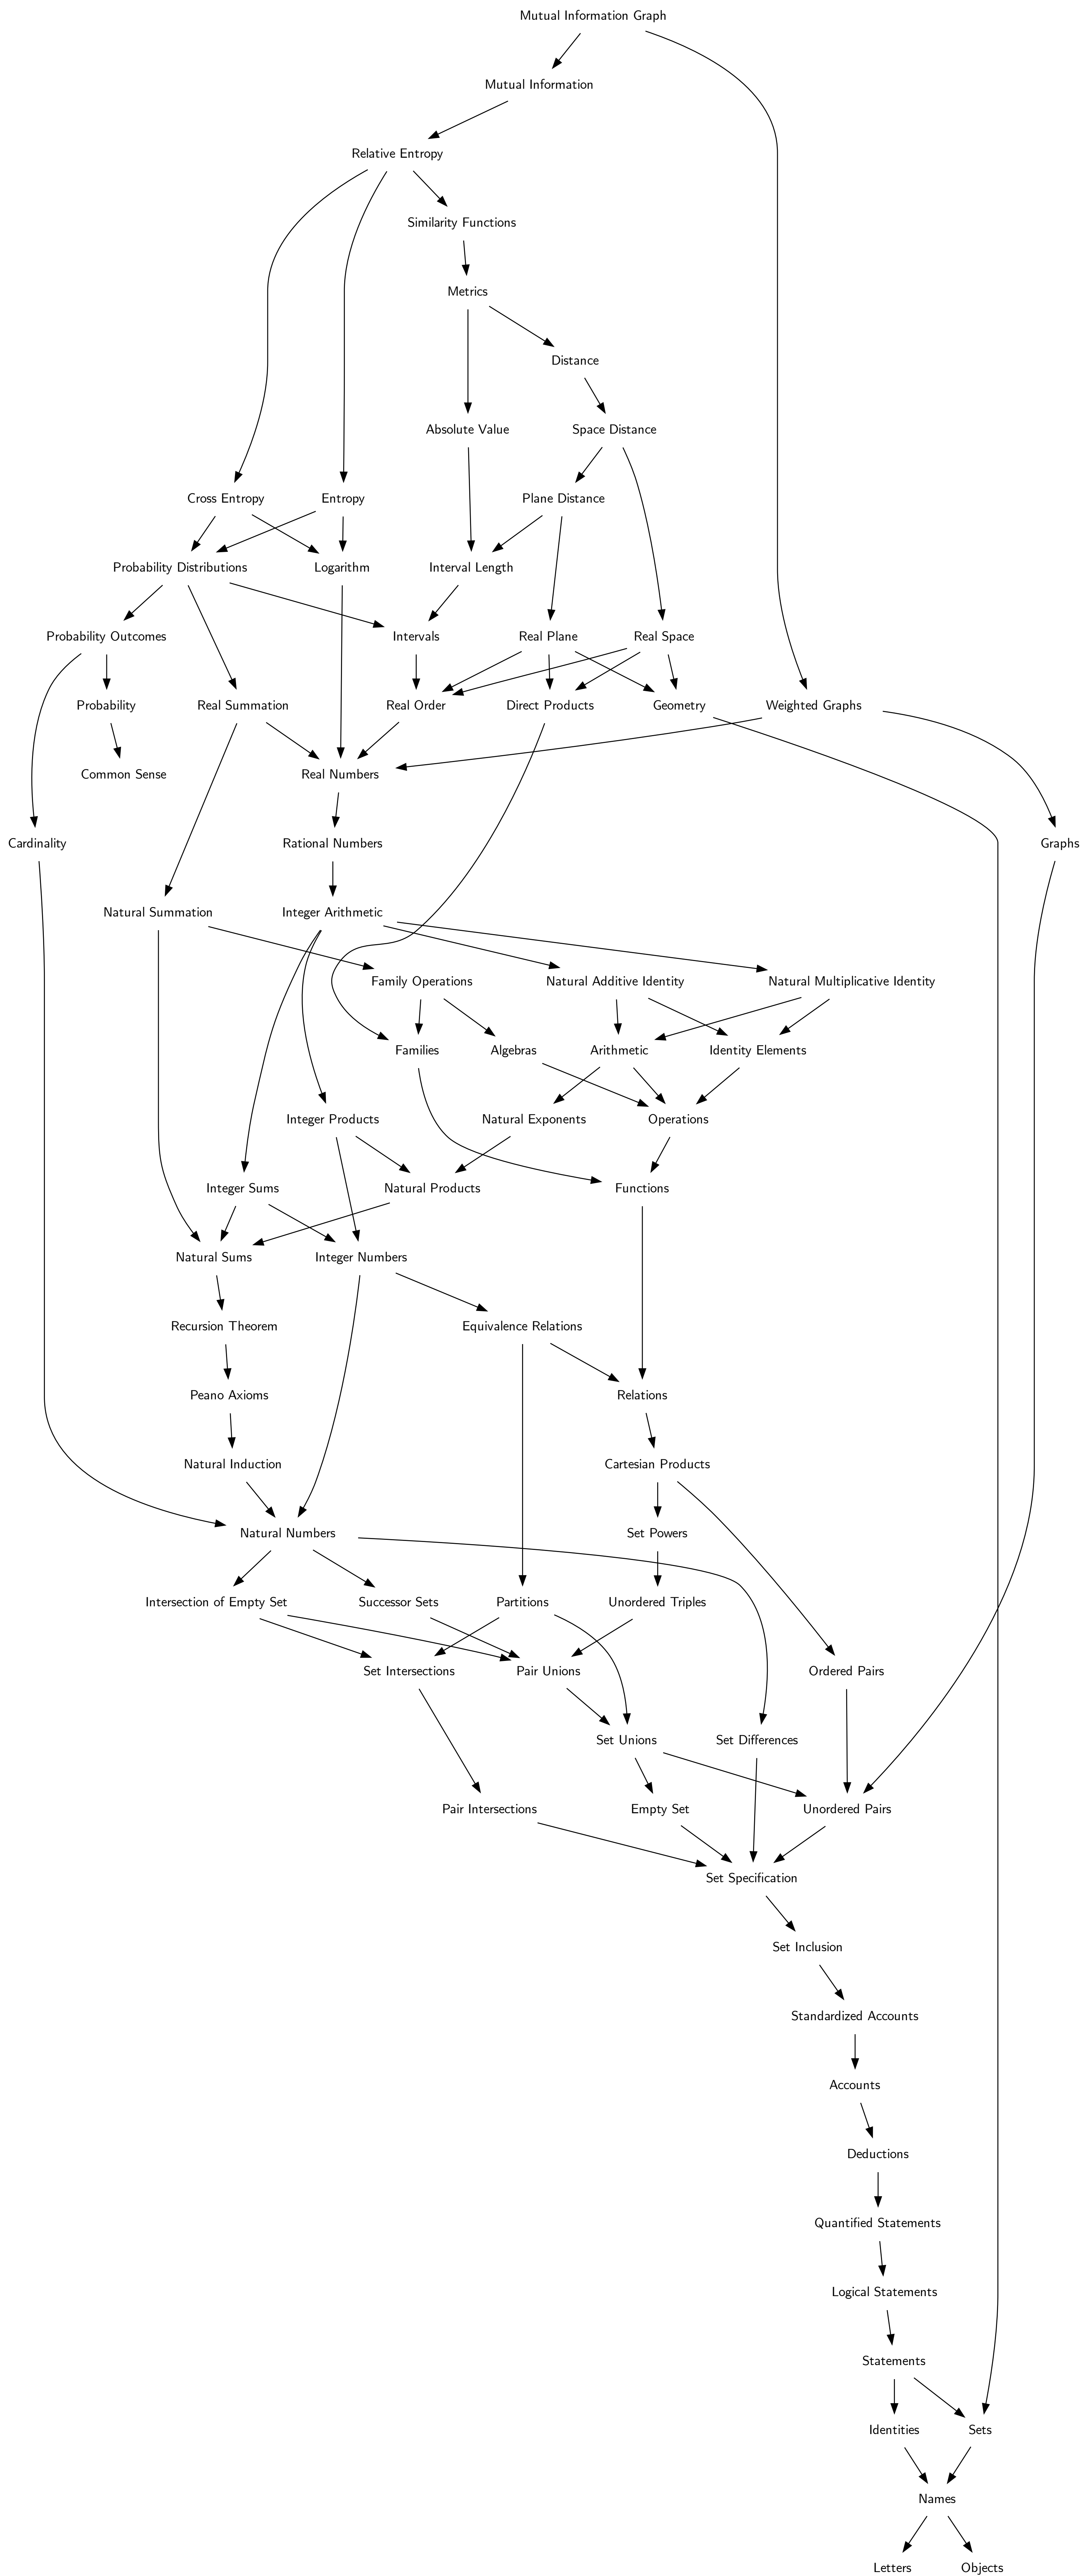 Mutual Information Graph
Mutual Information
Relative Entropy
Similarity Functions
Metrics
Distance
Absolute Value
Space Distance
Cross Entropy
Entropy
Plane Distance
Probability Distributions
Logarithm
Interval Length
Probability Outcomes
Intervals
Real Plane
Real Space
Probability
Real Summation
Real Order
Direct Products
Geometry
Weighted Graphs
Common Sense
Real Numbers
Cardinality
Rational Numbers
Graphs
Natural Summation
Integer Arithmetic
Family Operations
Natural Additive Identity
Natural Multiplicative Identity
Families
Algebras
Arithmetic
Identity Elements
Integer Products
Natural Exponents
Operations
Integer Sums
Natural Products
Functions
Natural Sums
Integer Numbers
Recursion Theorem
Equivalence Relations
Peano Axioms
Relations
Natural Induction
Cartesian Products
Natural Numbers
Set Powers
Intersection of Empty Set
Successor Sets
Partitions
Unordered Triples
Set Intersections
Pair Unions
Ordered Pairs
Set Unions
Set Differences
Pair Intersections
Empty Set
Unordered Pairs
Set Specification
Set Inclusion
Standardized Accounts
Accounts
Deductions
Quantified Statements
Logical Statements
Statements
Identities
Sets
Names
Letters
Objects